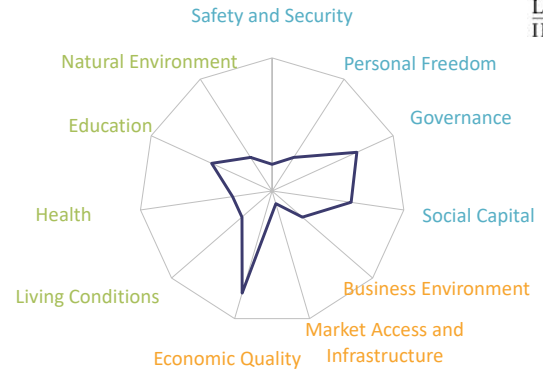 Safety and Security
Natural Environment
Personal Freedom
Education
Governance
Health
Social Capital
Living Conditions
Business Environment
Market Access and
Infrastructure
Economic Quality